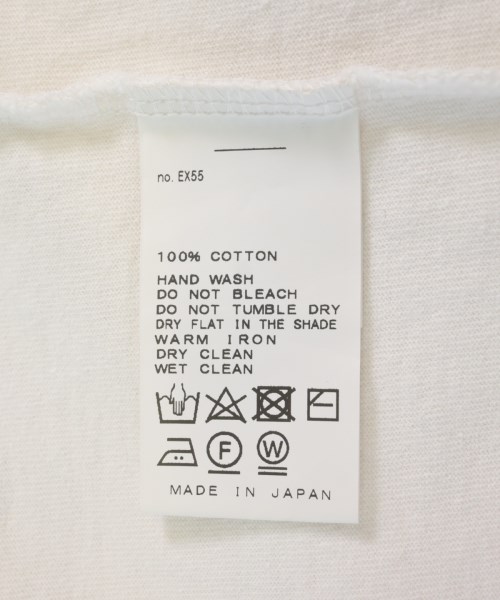 no. EX55
100% COTTON
HAND WASH
DO NOT BLEACH
DO NOT TUMBLE DRY
DRY FLAT IN THE SHADE
WARM IRON
DRY CLEAN
WET CLEAN
F W
MADE IN JAPAN